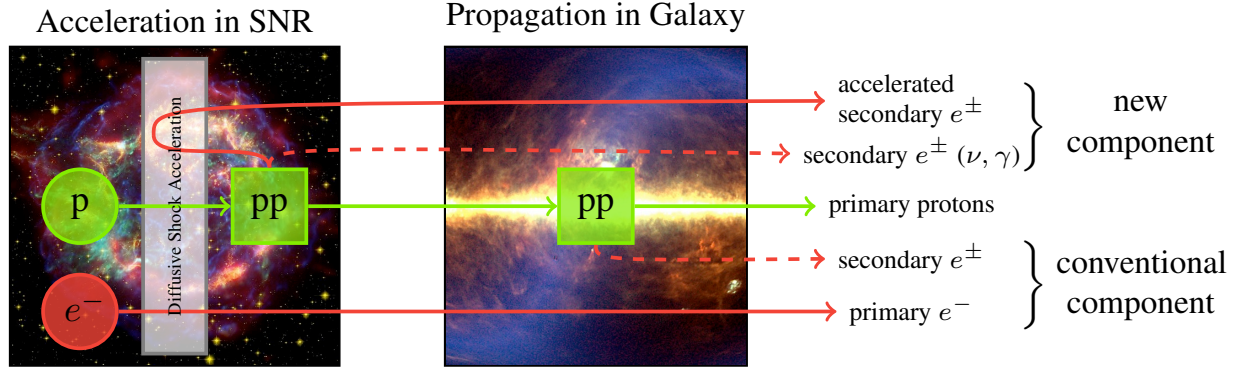 Acceleration in SNR
Propagation in Galaxy
Diffusive Shock Acceleration
p
pp
e⁻
pp
accelerated
secondary e±
secondary e± (ν, γ)
primary protons
secondary e±
primary e⁻
new
component
conventional
component